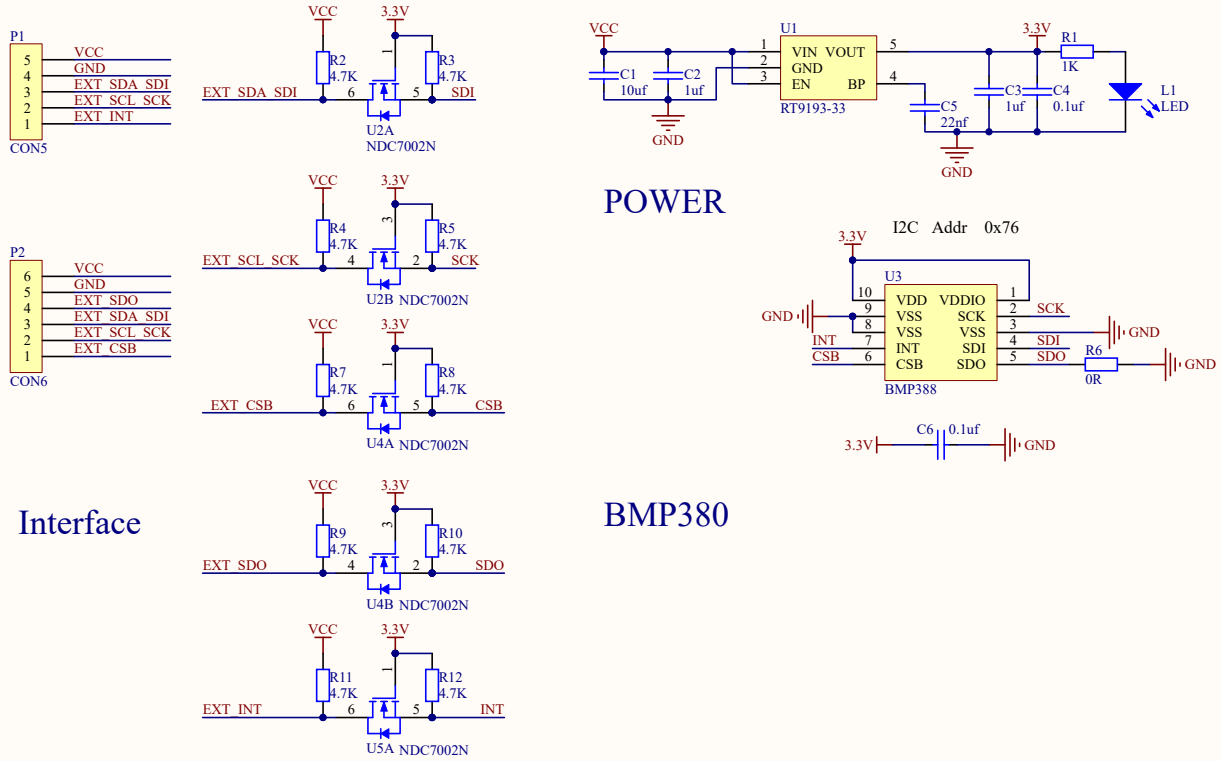 P1
5 VCC
4 GND
3 EXT_SDA_SDI
2 EXT_SCL_SCK
1 EXT_INT
CON5
VCC 3.3V
R2 4.7K
1
R3 4.7K
EXT_SDA_SDI 6 5 SDI
U2A
NDC7002N
VCC 3.3V
R4 4.7K
3
R5 4.7K
EXT_SCL_SCK 4 2 SCK
U2B NDC7002N
P2
6 VCC
5 GND
4 EXT_SDO
3 EXT_SDA_SDI
2 EXT_SCL_SCK
1 EXT_CSB
CON6
VCC 3.3V
R7 4.7K
1
R8 4.7K
EXT_CSB 6 5 CSB
U4A NDC7002N
VCC 3.3V
R9 4.7K
3
R10 4.7K
EXT_SDO 4 2 SDO
U4B NDC7002N
VCC 3.3V
R11 4.7K
1
R12 4.7K
EXT_INT 6 5 INT
U5A NDC7002N
Interface
VCC
U1
1 VIN VOUT 5
2 GND
3 EN BP 4
RT9193-33
C1 10uf
C2 1uf
GND
C5 22nf
C3 1uf
C4 0.1uf
3.3V
R1
1K
L1
LED
GND
POWER
I2C Addr 0x76
3.3V
U3
10 VDD VDDIO 1
GND 9 VSS SCK 2 SCK
8 VSS VSS 3 GND
INT 7 INT SDI 4 SDI
CSB 6 CSB SDO 5 SDO R6 GND
0R
BMP388
C6 0.1uf
3.3V GND
BMP380